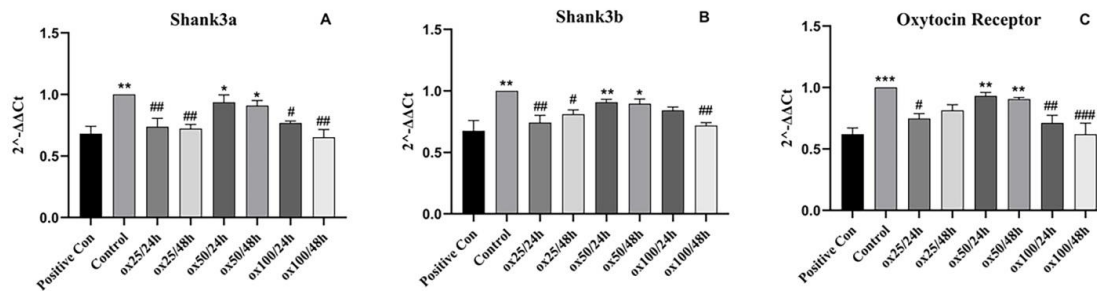 Shank3a
A
2^-ΔΔCt
1.5
1.0
0.5
0.0
**
##
##
*
*
#
##
Positive Con
Control
ox25/24h
ox25/48h
ox50/24h
ox50/48h
ox100/24h
ox100/48h
Shank3b
B
2^-ΔΔCt
1.5
1.0
0.5
0.0
**
##
#
**
*
##
Positive Con
Control
ox25/24h
ox25/48h
ox50/24h
ox50/48h
ox100/24h
ox100/48h
Oxytocin Receptor
C
2^-ΔΔCt
1.5
1.0
0.5
0.0
***
#
**
**
##
###
Positive Con
Control
ox25/24h
ox25/48h
ox50/24h
ox50/48h
ox100/24h
ox100/48h